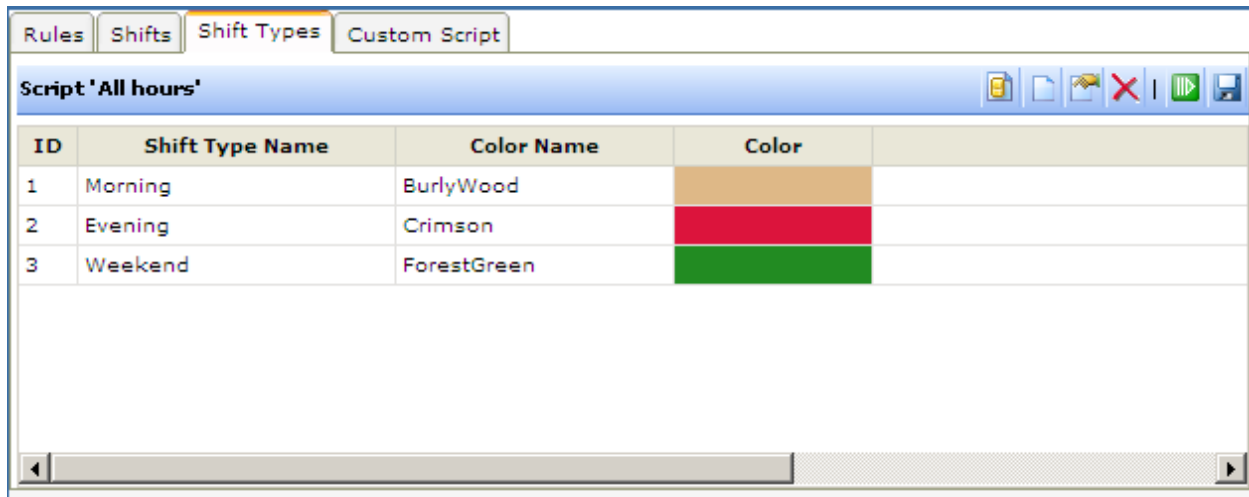 Rules Shifts Shift Types Custom Script
Script 'All hours'
ID Shift Type Name Color Name Color
1 Morning BurlyWood
2 Evening Crimson
3 Weekend ForestGreen